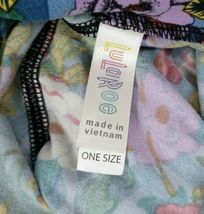 LuLaRoe
made in
vietnam
ONE SIZE